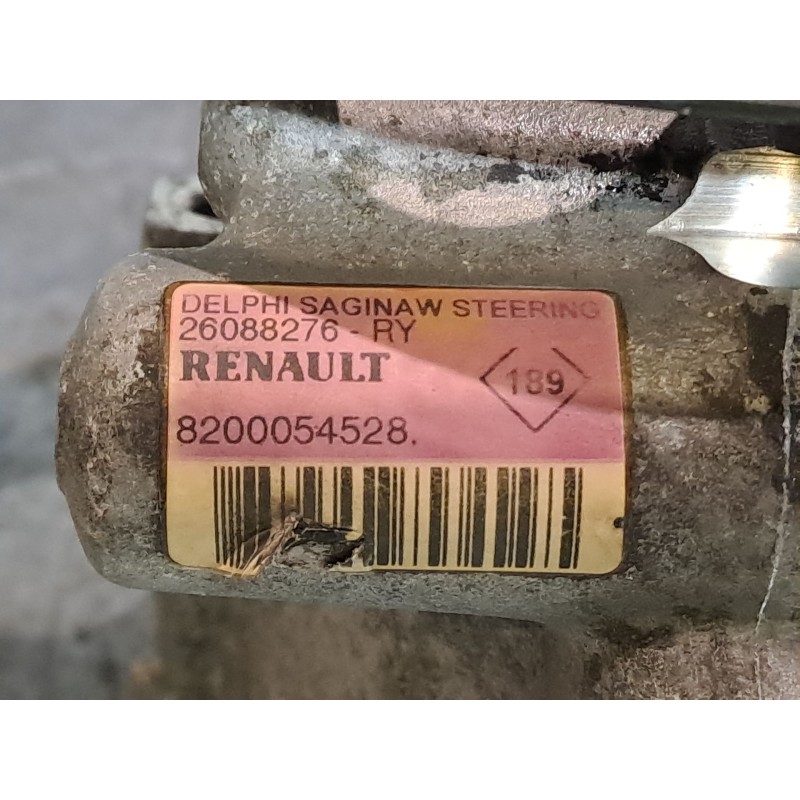 DELPHI SAGINAW STEERING
26088276 - RY
RENAULT
189
8200054528.